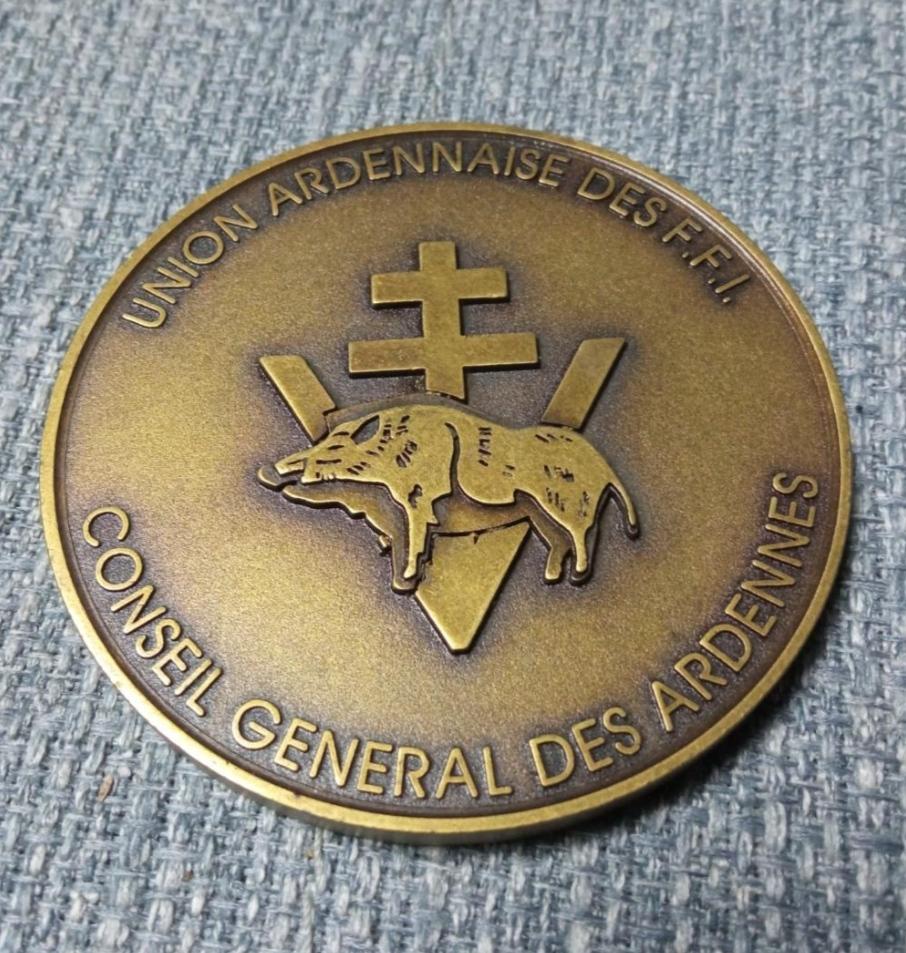 UNION ARDENNAISE DES F.F.I.
CONSEIL GENERAL DES ARDENNES